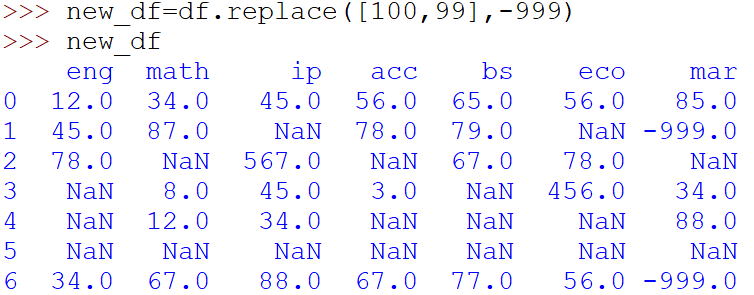 >>> new_df=df.replace([100,99],-999)
>>> new_df
    eng  math     ip   acc    bs    eco    mar
0  12.0  34.0   45.0  56.0  65.0   56.0   85.0
1  45.0  87.0    NaN  78.0  79.0    NaN -999.0
2  78.0   NaN  567.0   NaN  67.0   78.0    NaN
3   NaN   8.0   45.0   3.0   NaN  456.0   34.0
4   NaN  12.0   34.0   NaN   NaN    NaN   88.0
5   NaN   NaN    NaN   NaN   NaN    NaN    NaN
6  34.0  67.0   88.0  67.0  77.0   56.0 -999.0